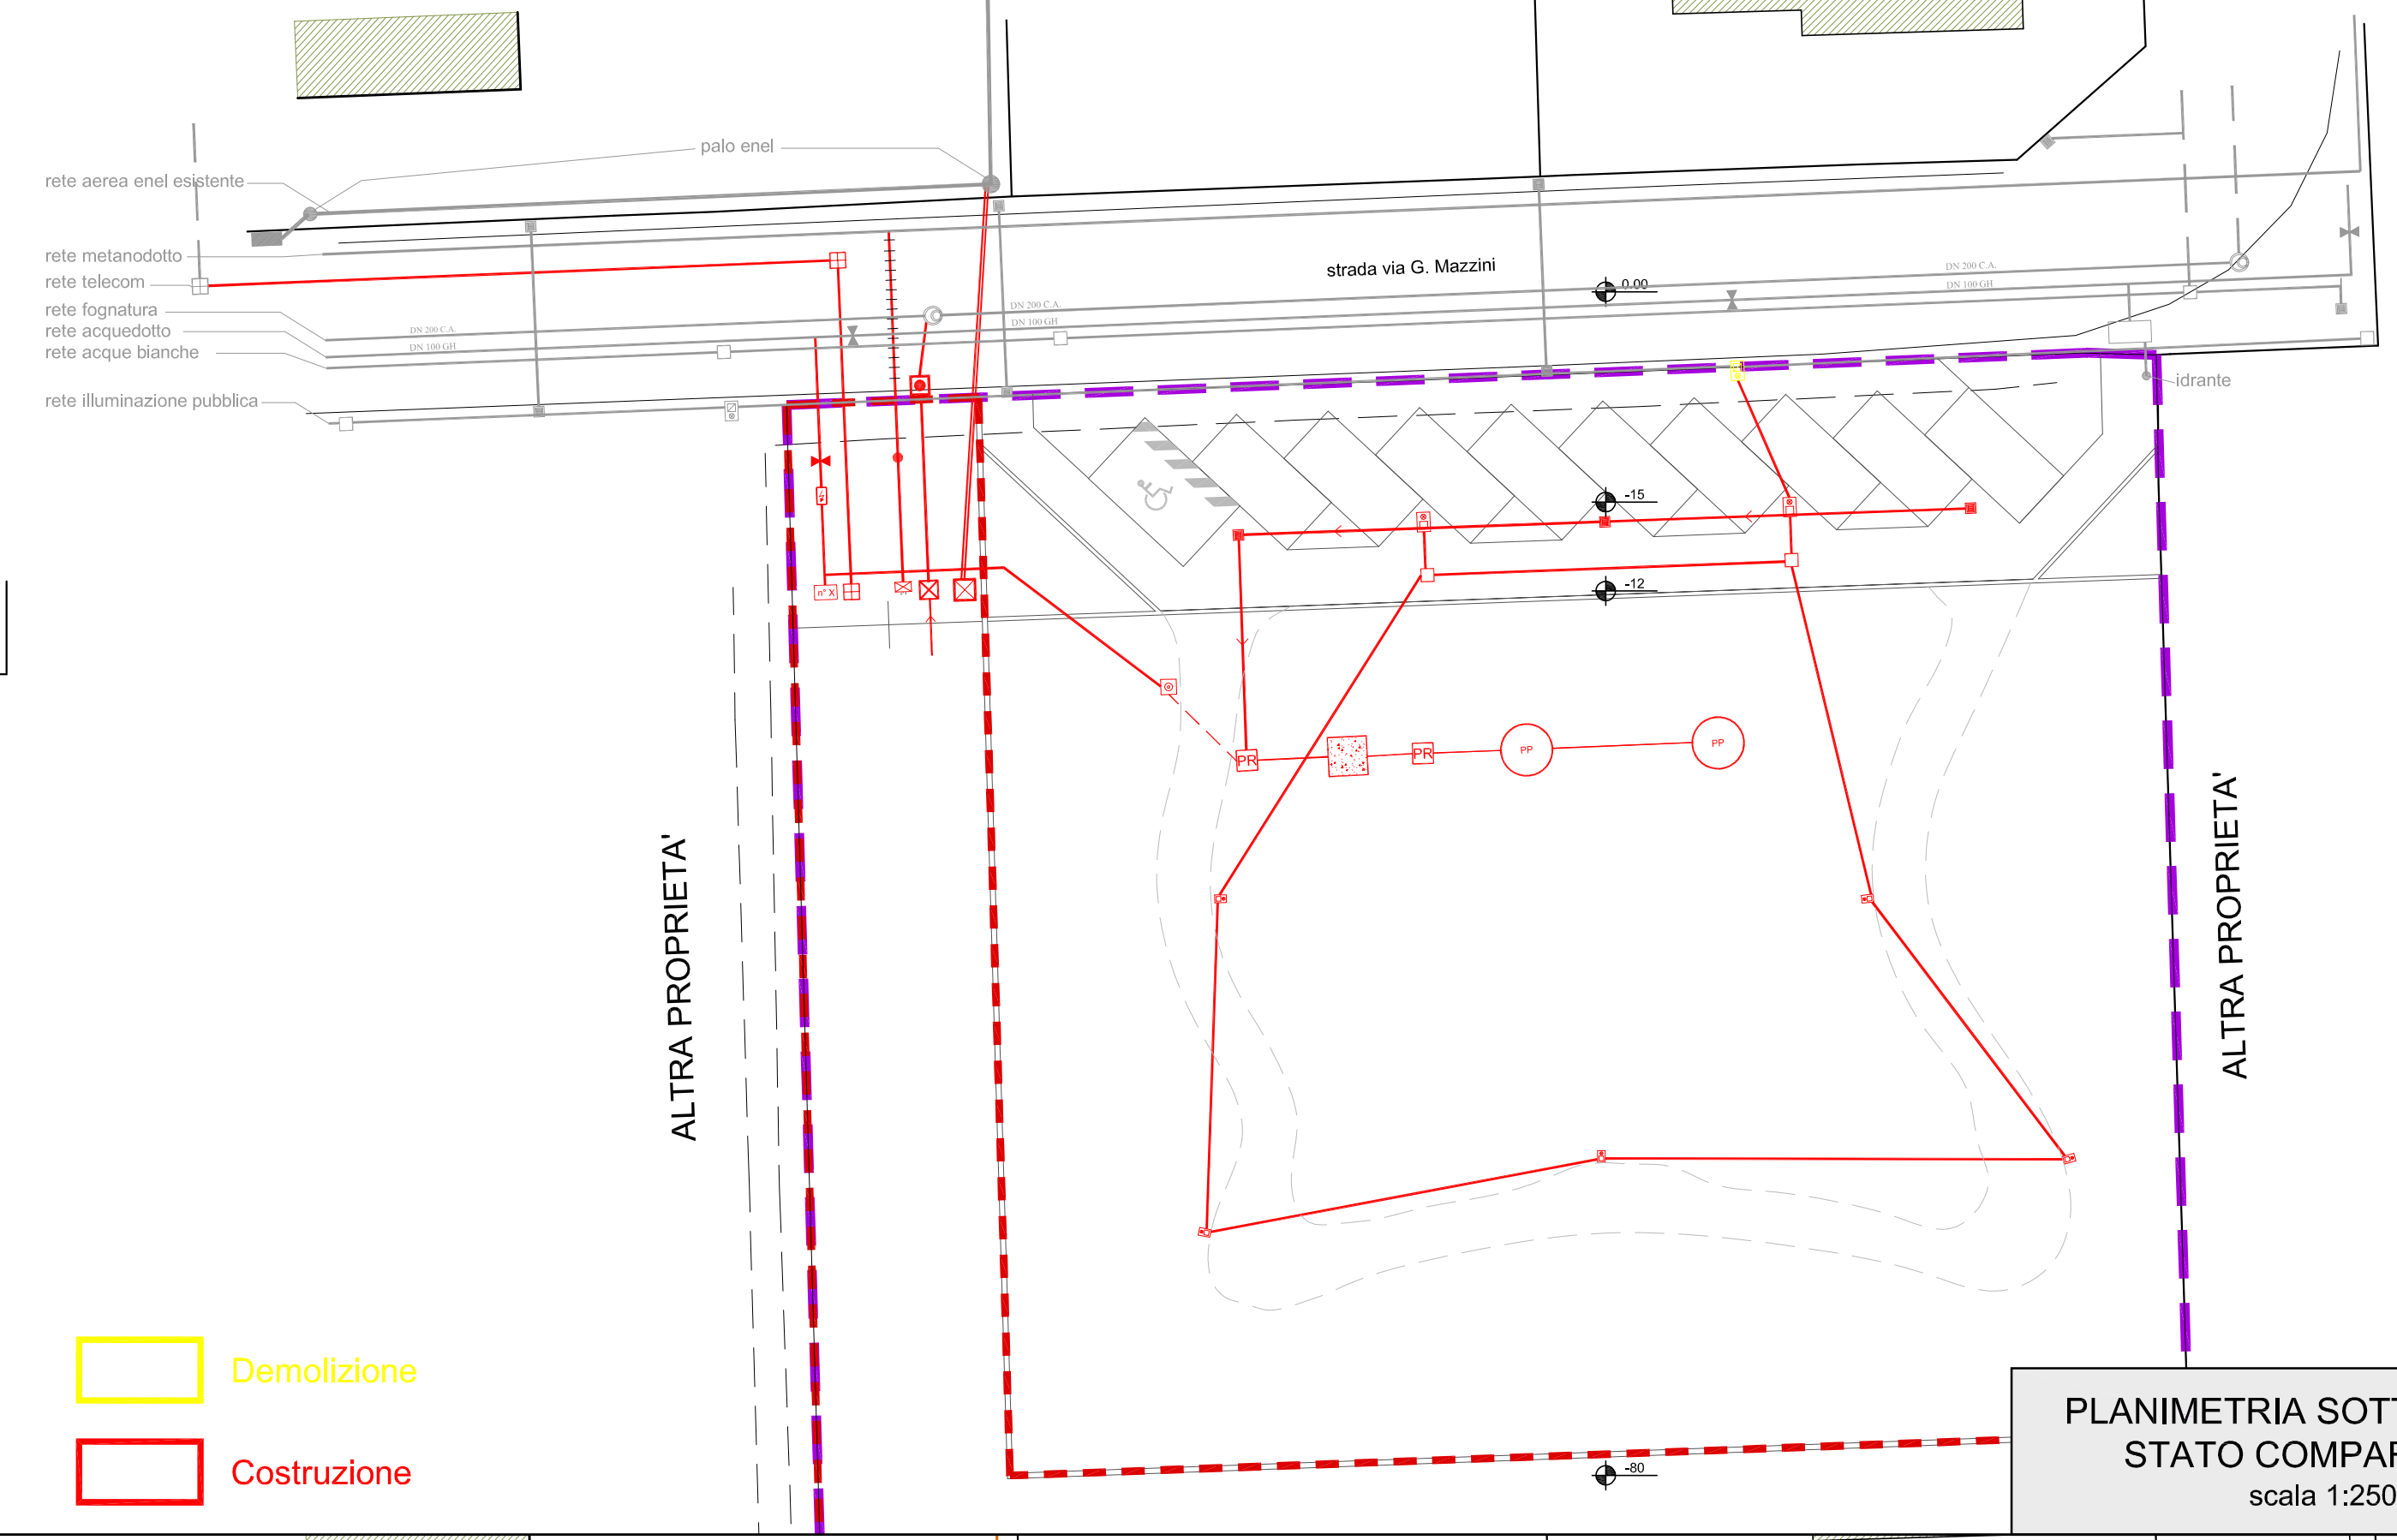 palo enel
rete aerea enel esistente
rete metanodotto
rete telecom
rete fognatura
rete acquedotto
rete acque bianche
rete illuminazione pubblica
strada via G. Mazzini
0.00
DN 200 C.A.
DN 100 GH
DN 200 C.A.
DN 100 GH
DN 200 C.A.
DN 100 GH
idrante
-15
-12
n° X
PR
PR
PP
PP
ALTRA PROPRIETA'
ALTRA PROPRIETA'
-80
Demolizione
Costruzione
STATO
scala 1:250
PLANIMETRIA